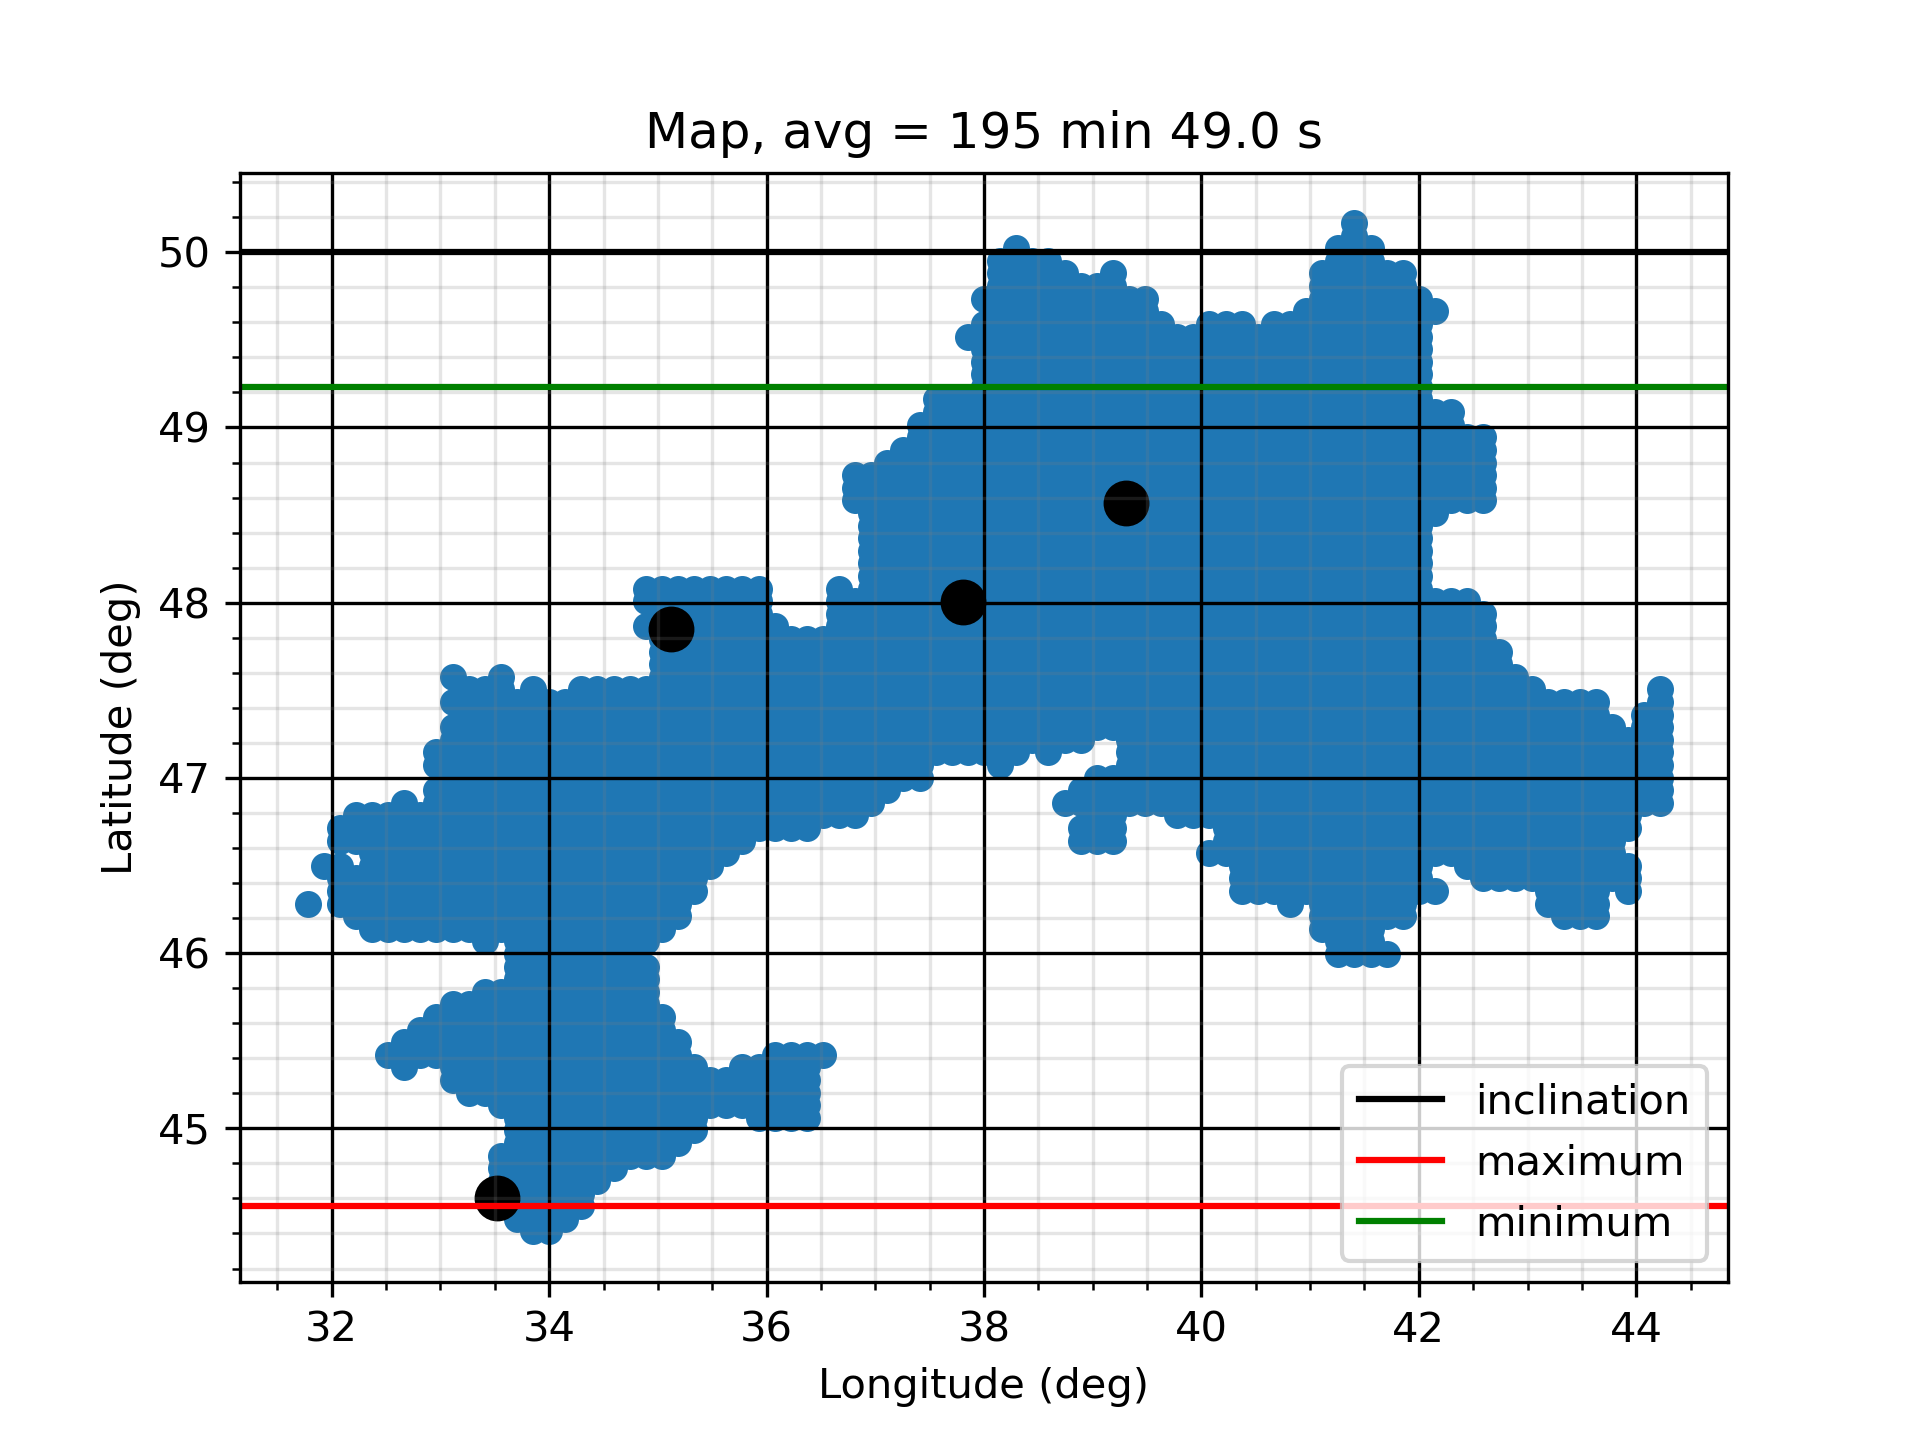 Map, avg = 195 min 49.0 s
50
49
48
47
46
45
Latitude (deg)
inclination
maximum
minimum
32 34 36 38 40 42 44
Longitude (deg)